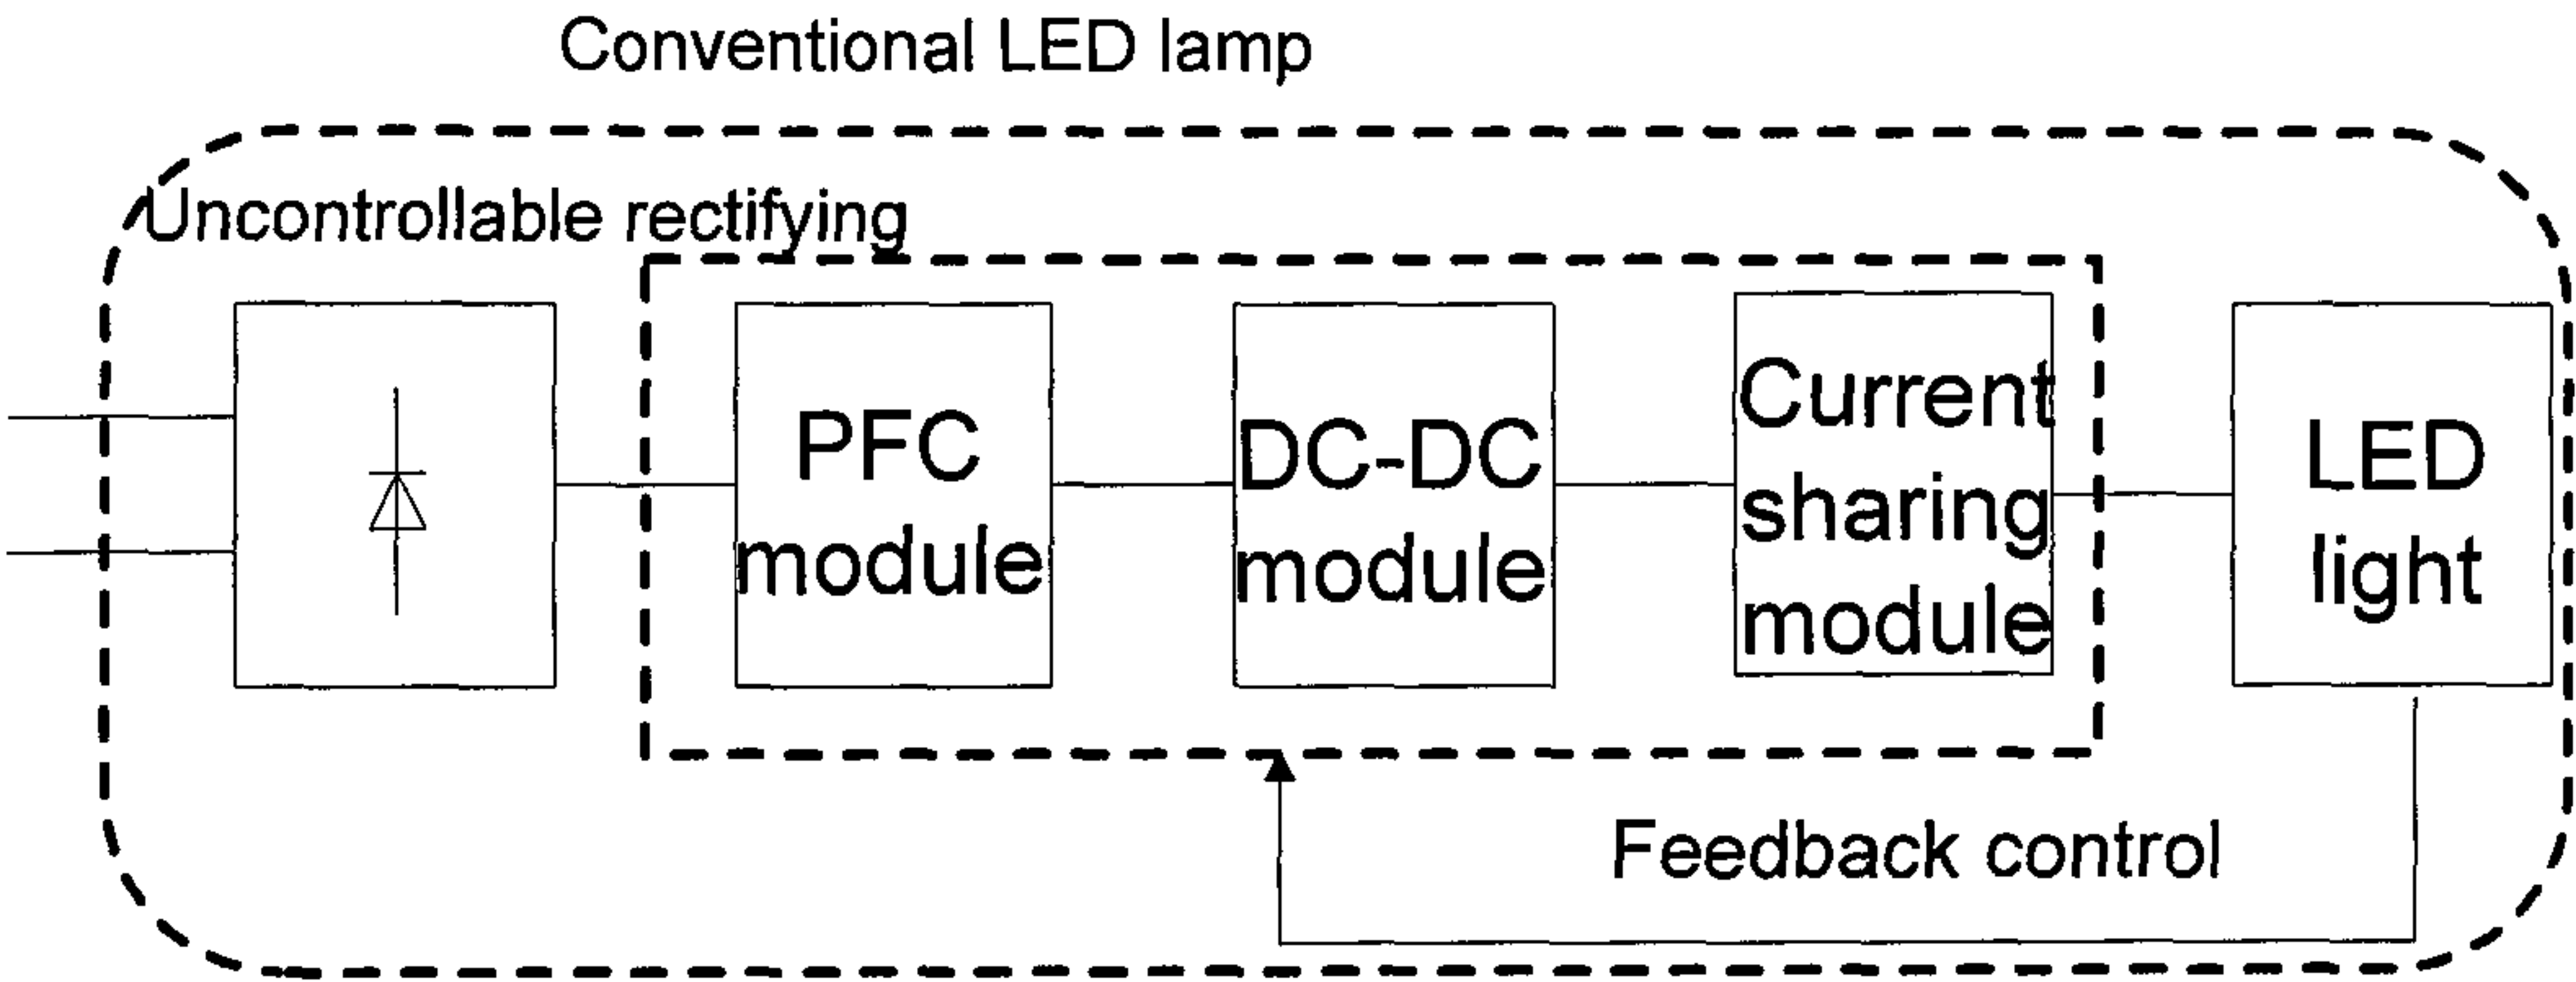 Conventional LED lamp
Uncontrollable rectifying
PFC
module
DC-DC
module
Current
sharing
module
LED
light
Feedback control